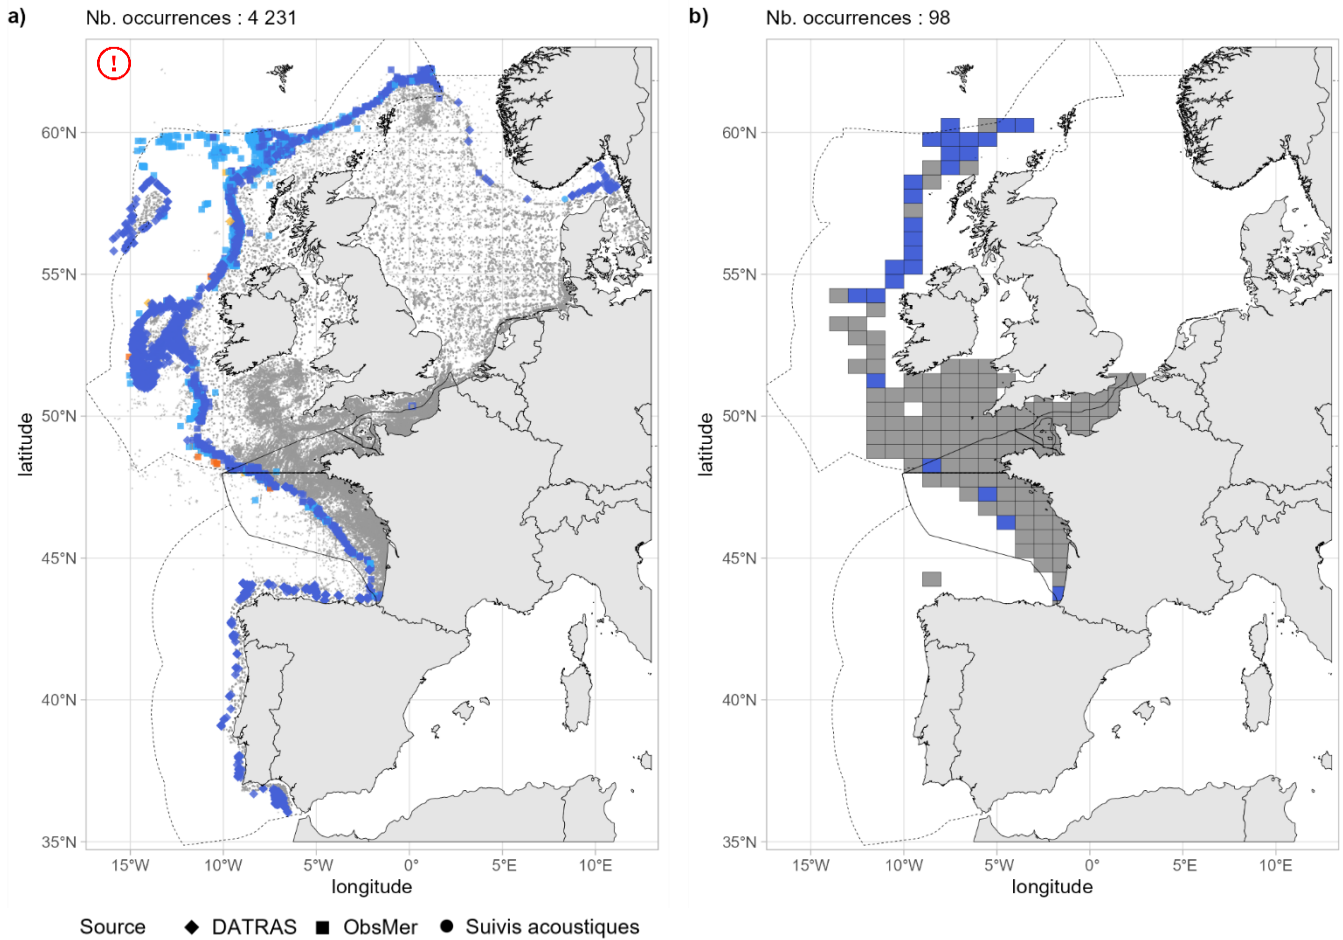 a)
Nb. occurrences : 4 231
!
60°N
55°N
50°N
45°N
40°N
35°N
latitude
15°W
10°W
5°W
0°
5°E
10°E
longitude
b)
Nb. occurrences : 98
60°N
55°N
50°N
45°N
40°N
35°N
latitude
15°W
10°W
5°W
0°
5°E
10°E
longitude
Source
DATRAS
ObsMer
Suivis acoustiques